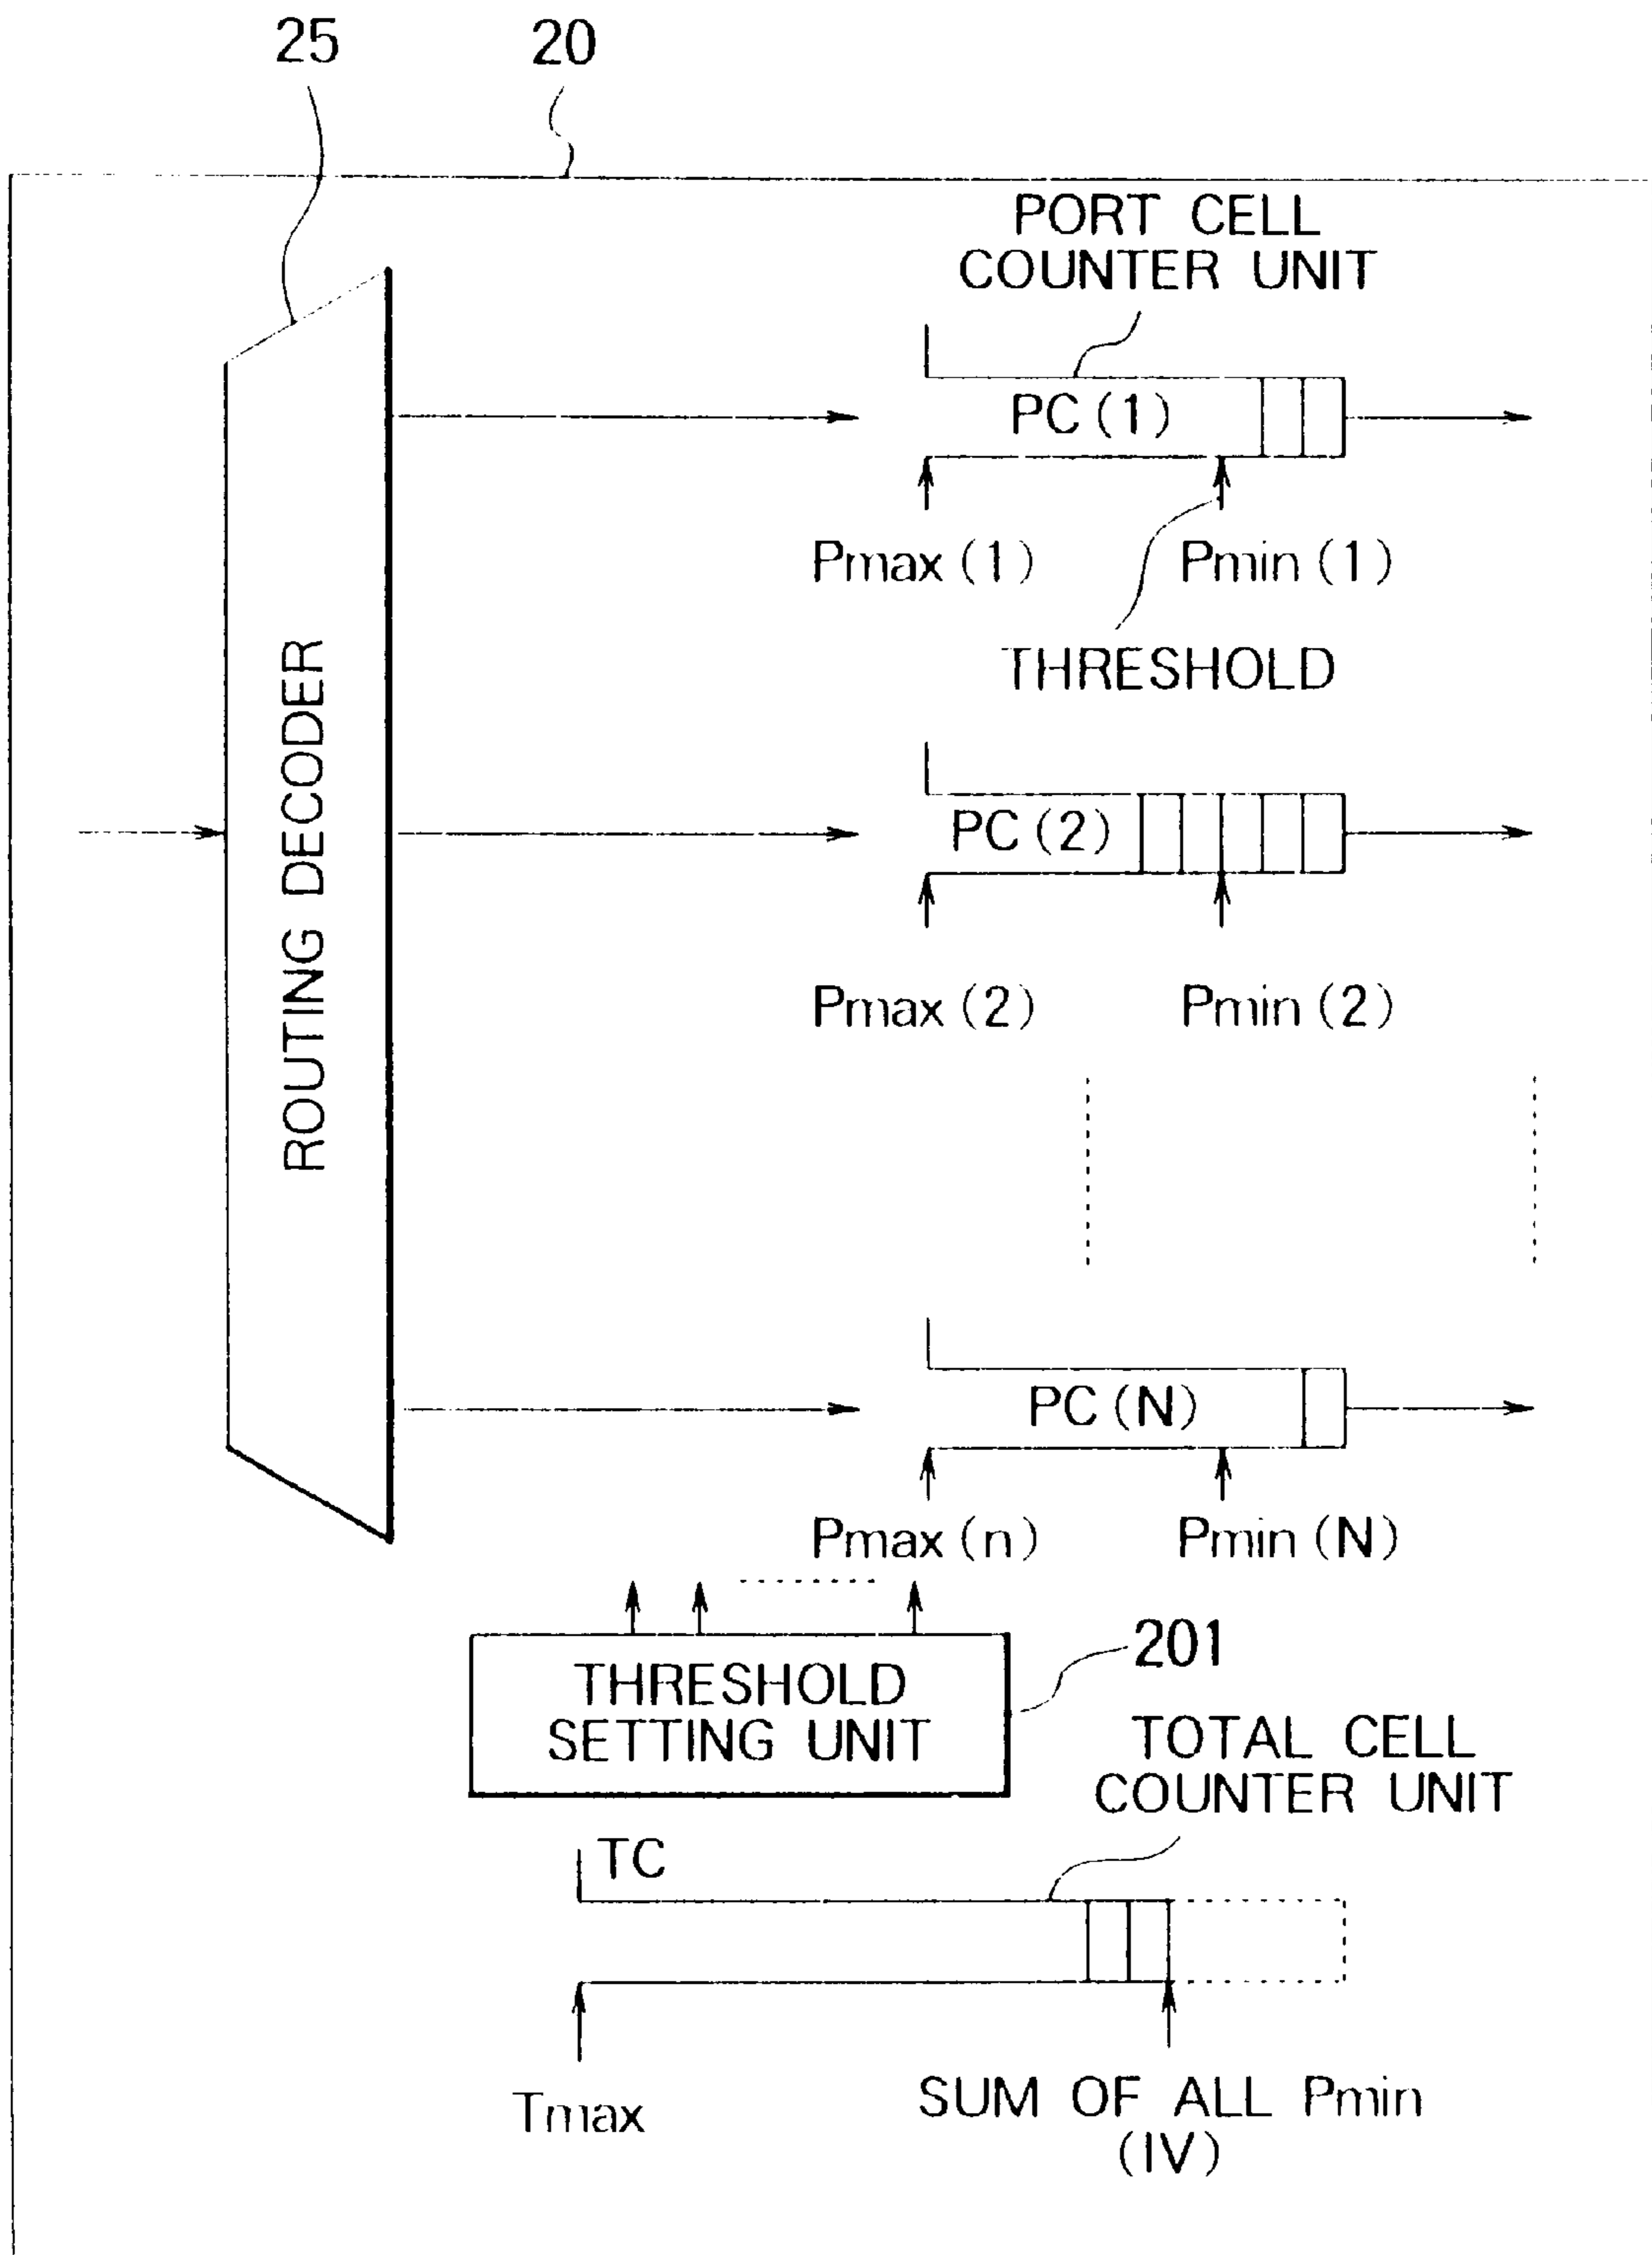 25
20
PORT CELL
COUNTER UNIT
PC(1)
Pmax(1)
Pmin(1)
THRESHOLD
ROUTING DECODER
PC(2)
Pmax(2)
Pmin(2)
PC(N)
Pmax(n)
Pmin(N)
201
THRESHOLD
SETTING UNIT
TOTAL CELL
COUNTER UNIT
TC
Tmax
SUM OF ALL Pmin
(IV)